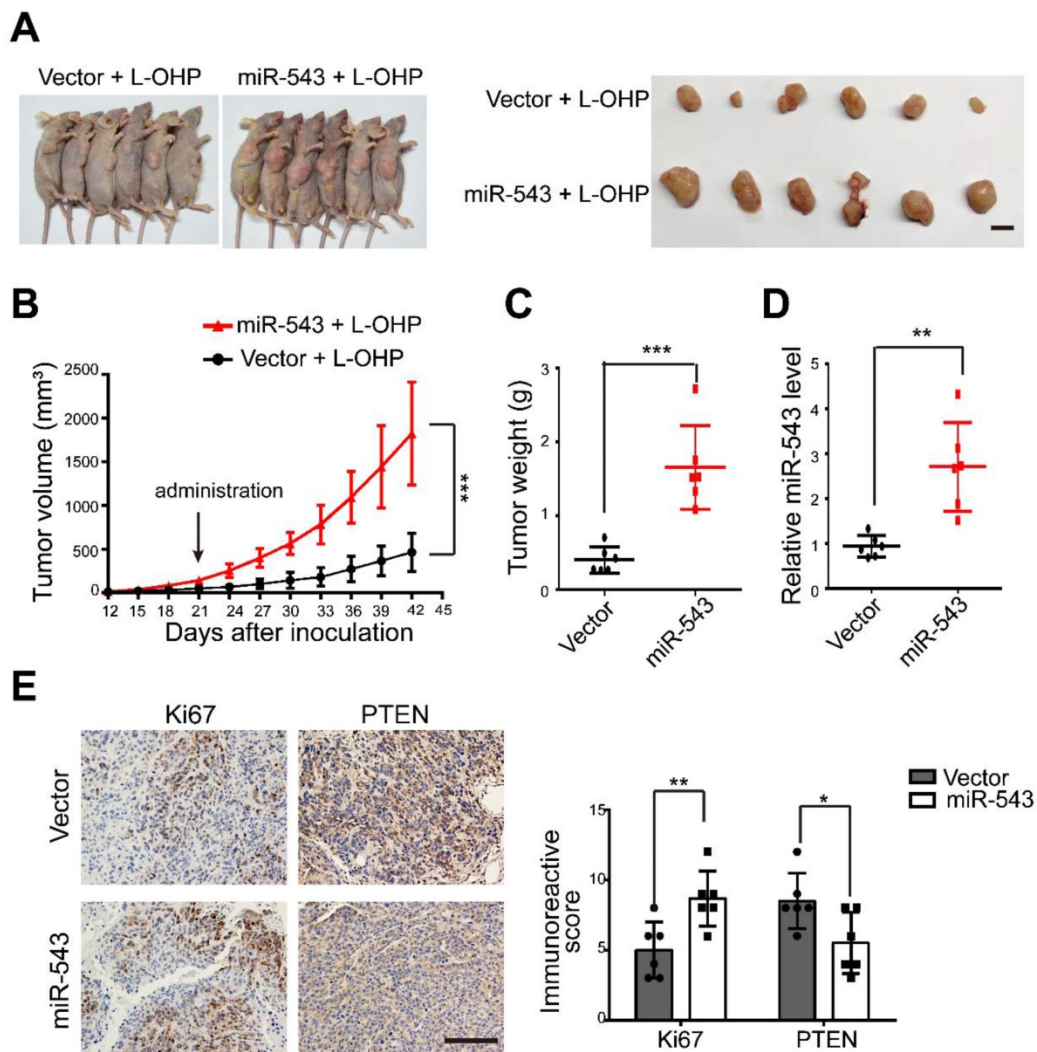 A
Vector + L-OHP
miR-543 + L-OHP
Vector + L-OHP
miR-543 + L-OHP
B
miR-543 + L-OHP
Vector + L-OHP
Tumor volume (mm³)
2500
2000
1500
1000
500
0
administration
***
12 15 18 21 24 27 30 33 36 39 42 45
Days after inoculation
C
***
Tumor weight (g)
3
2
1
0
Vector
miR-543
D
**
Relative miR-543 level
5
4
3
2
1
0
Vector
miR-543
E
Ki67
PTEN
Vector
miR-543
Vector
miR-543
**
*
Immunoreactive
score
15
10
5
0
Ki67
PTEN